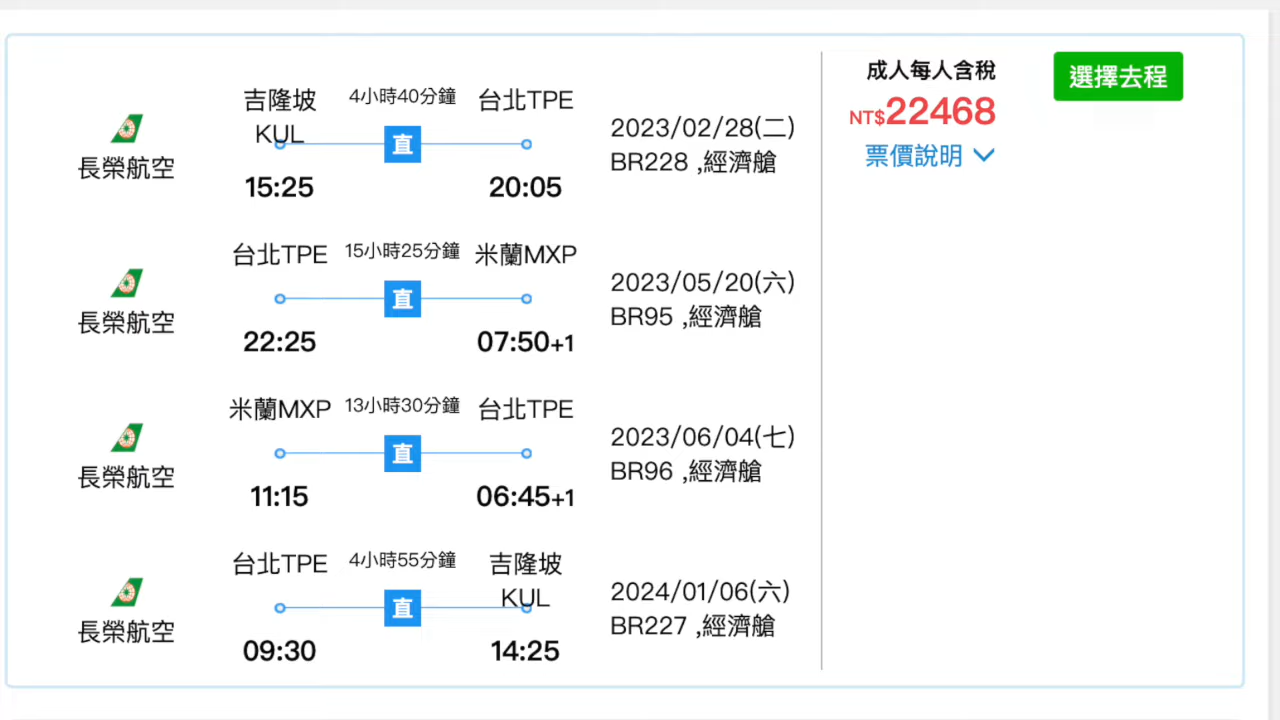 長榮航空
吉隆坡
KUL
15:25
4小時40分鐘
直
台北TPE
20:05
2023/02/28(二)
BR228 ,經濟艙
長榮航空
台北TPE
22:25
15小時25分鐘
直
米蘭MXP
07:50+1
2023/05/20(六)
BR95 ,經濟艙
長榮航空
米蘭MXP
11:15
13小時30分鐘
直
台北TPE
06:45+1
2023/06/04(七)
BR96 ,經濟艙
長榮航空
台北TPE
09:30
4小時55分鐘
直
吉隆坡
KUL
14:25
2024/01/06(六)
BR227 ,經濟艙
成人每人含稅
NT$22468
票價說明
選擇去程